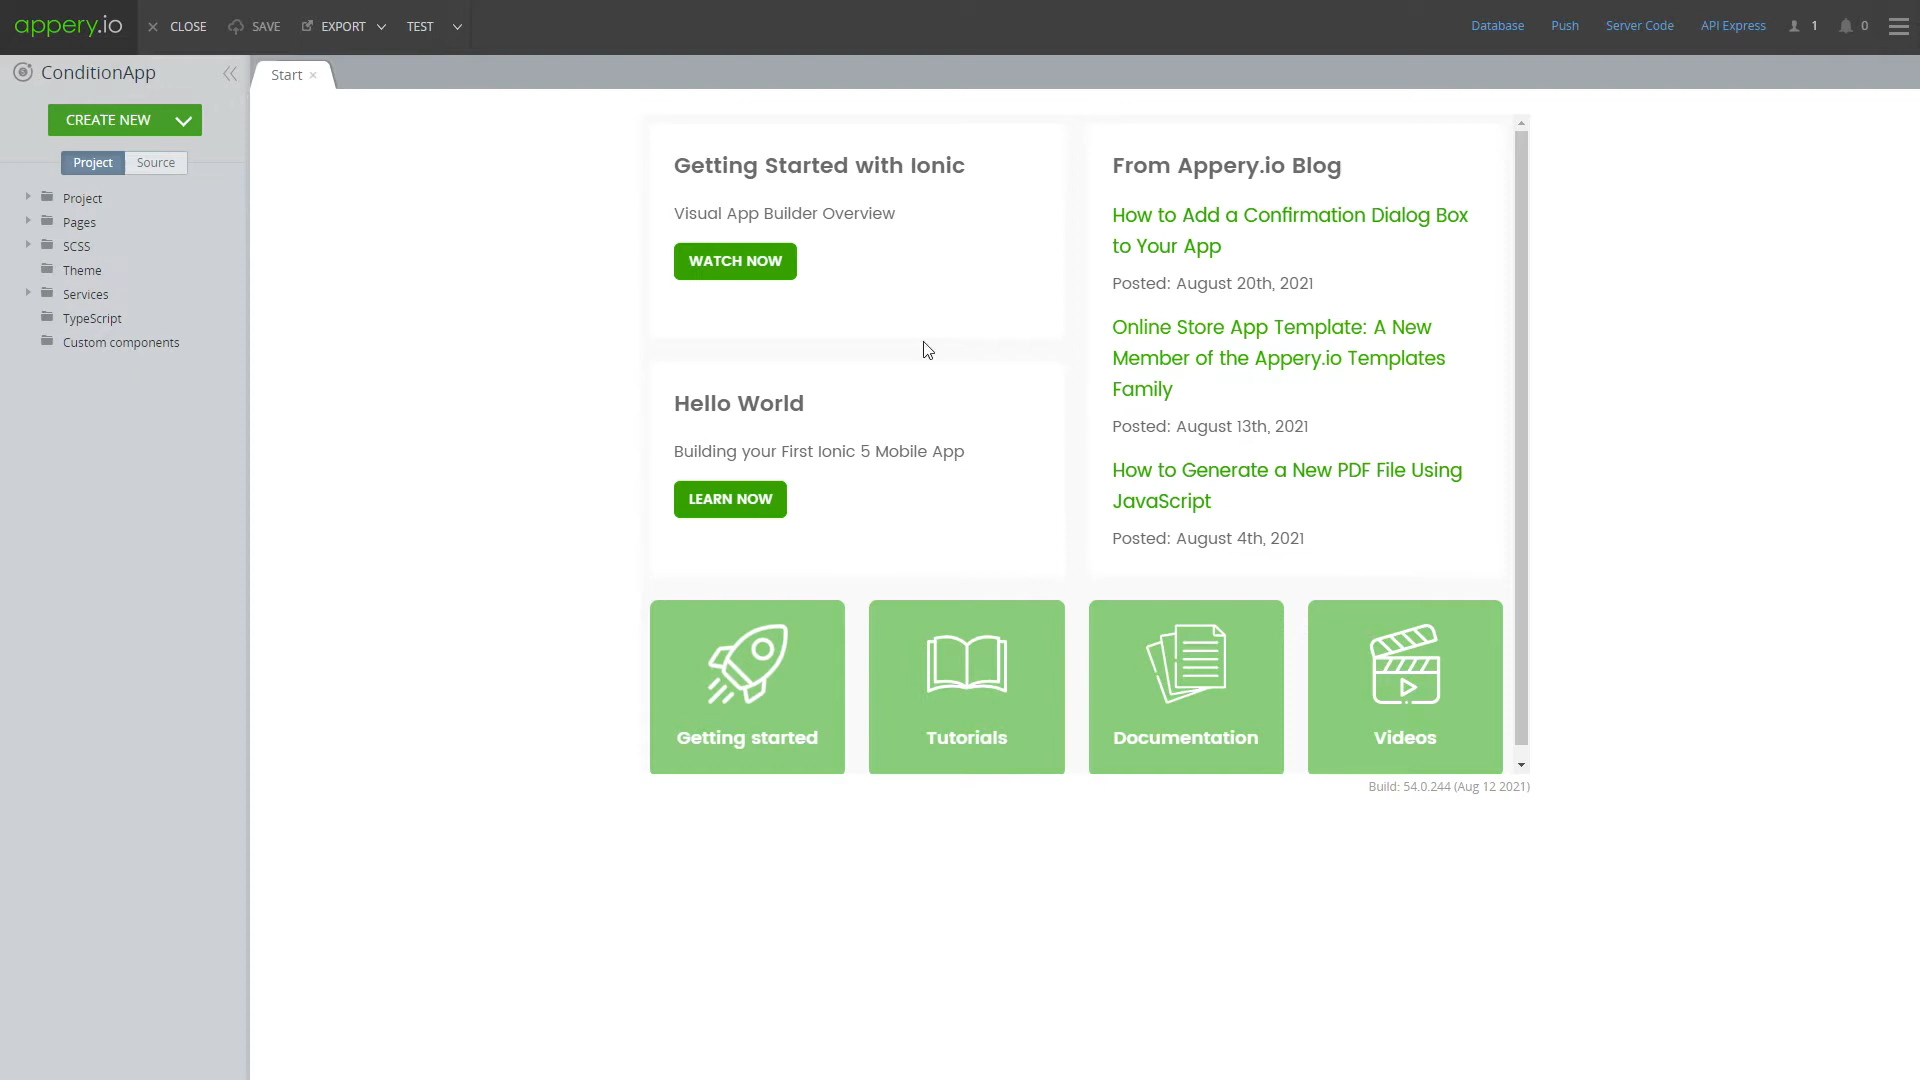 appery.io
CLOSE
SAVE
EXPORT
TEST
Database
Push
Server Code
API Express
1
0
ConditionApp
Start
CREATE NEW
Project
Source
Project
Pages
SCSS
Theme
Services
TypeScript
Custom components
Getting Started with Ionic
Visual App Builder Overview
WATCH NOW
Hello World
Building your First Ionic 5 Mobile App
LEARN NOW
From Appery.io Blog
How to Add a Confirmation Dialog Box
to Your App
Posted: August 20th, 2021
Online Store App Template: A New
Member of the Appery.io Templates
Family
Posted: August 13th, 2021
How to Generate a New PDF File Using
JavaScript
Posted: August 4th, 2021
Getting started
Tutorials
Documentation
Videos
Build: 54.0.244 (Aug 12 2021)